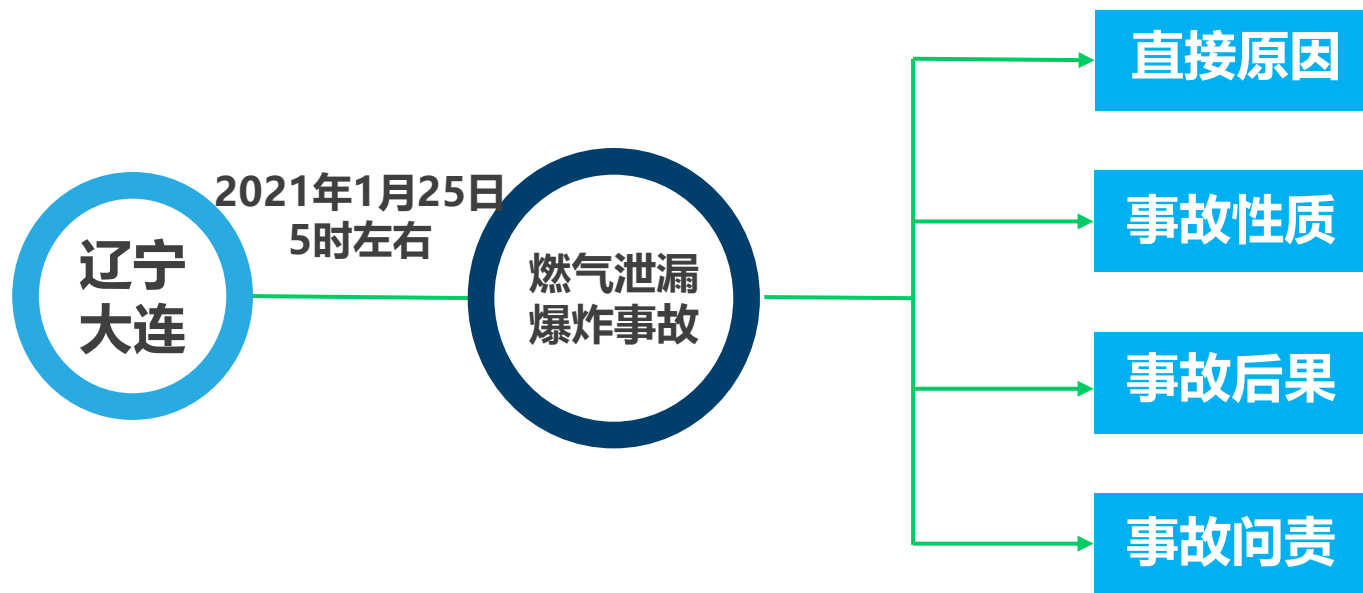 辽宁
大连
2021年1月25日
5时左右
燃气泄漏
爆炸事故
直接原因
事故性质
事故后果
事故问责